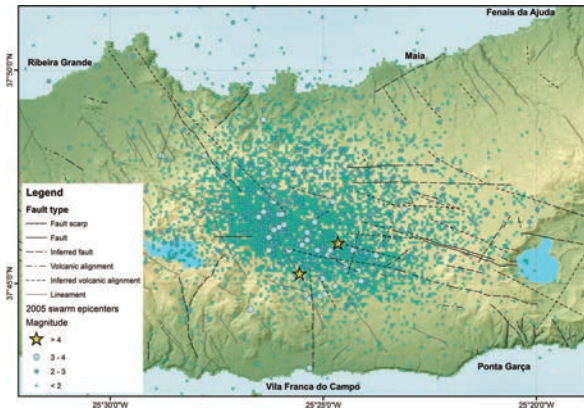 Fenais da Ajuda
Maia
Ribeira Grande
37°50'N
37°45'N
Legend
Fault type
Fault scarp
Fault
Inferred fault
Volcanic alignment
Inferred volcanic alignment
Lineament
2005 swarm epicenters
Magnitude
> 4
3 - 4
2 - 3
< 2
Ponta Garça
Vila Franca do Campo
25°30'0"W
25°25'0"W
25°20'0"W